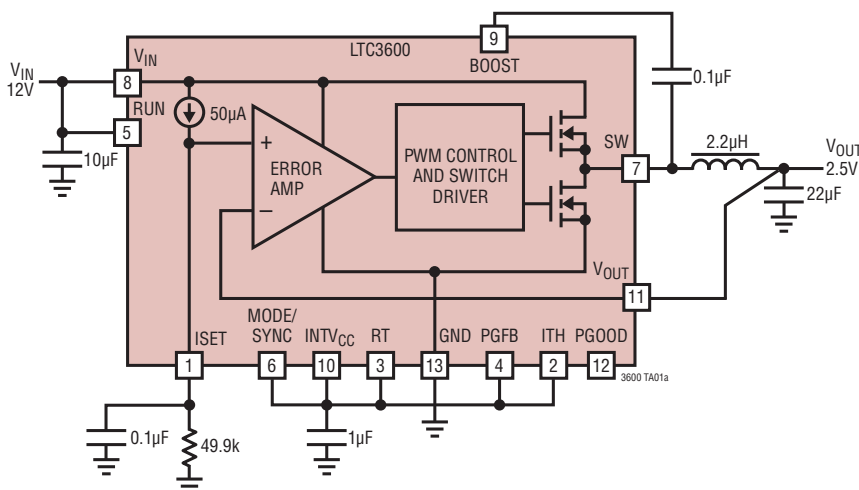 LTC3600
9
BOOST
VIN
12V
VIN
8
RUN
5
10µF
50µA
+
–
ERROR
AMP
PWM CONTROL
AND SWITCH
DRIVER
SW
7
0.1µF
2.2µH
VOUT
2.5V
22µF
VOUT
11
ISET
MODE/
SYNC
INTVCC
RT
GND
PGFB
ITH
PGOOD
1
6
10
3
13
4
2
12
3600 TA01a
0.1µF
49.9k
1µF